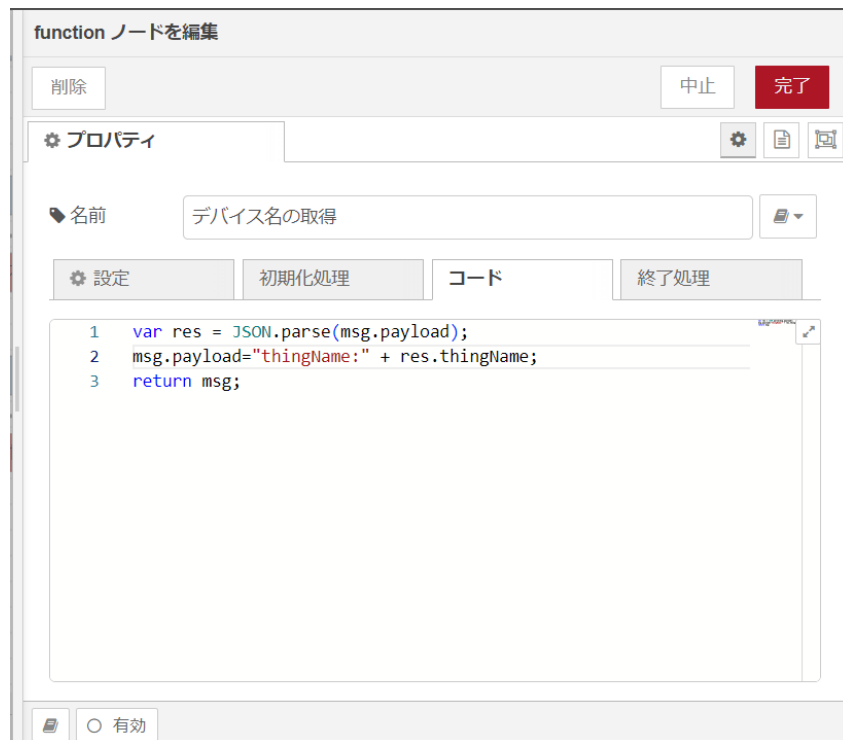 function ノードを編集
削除
中止
完了
プロパティ
名前
デバイス名の取得
設定
初期化処理
コード
終了処理
1 var res = JSON.parse(msg.payload);
2 msg.payload="thingName:" + res.thingName;
3 return msg;
有効